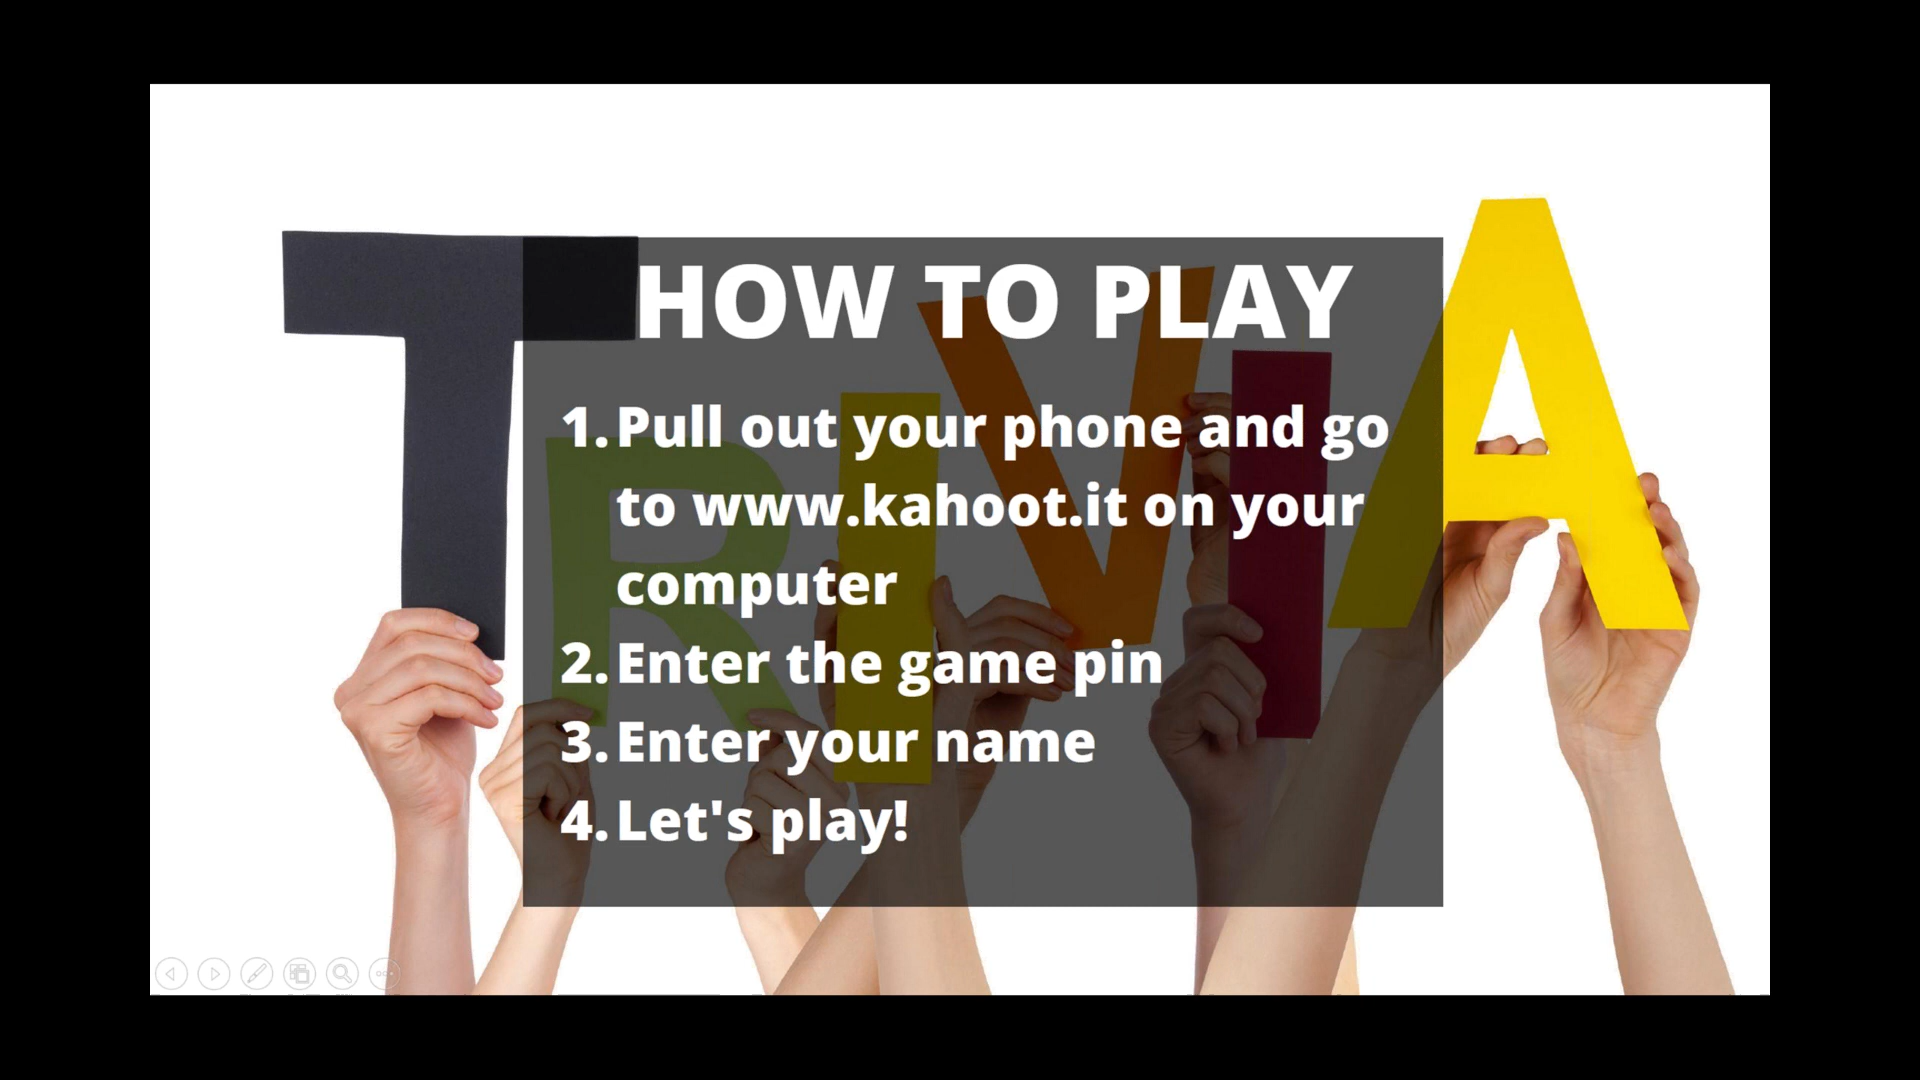 TRIVIA
HOW TO PLAY
1. Pull out your phone and go
to www.kahoot.it on your
computer
2. Enter the game pin
3. Enter your name
4. Let's play!